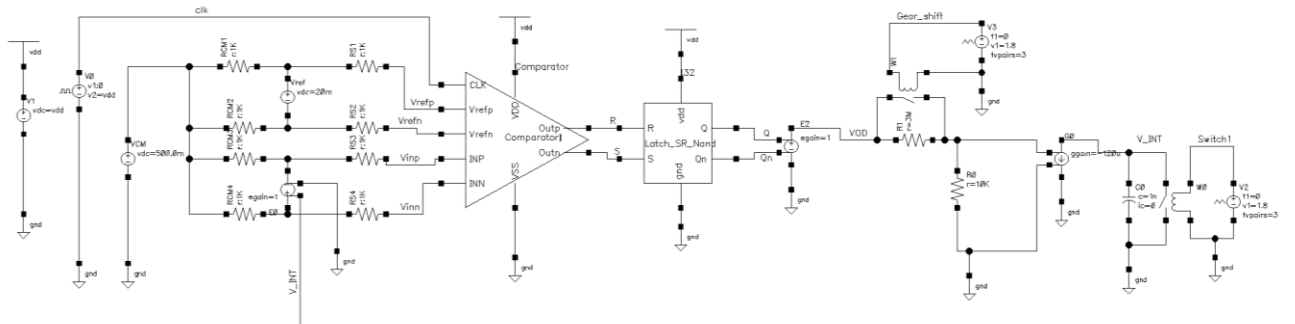 clk
vdd
V1
vdc=vdd
gnd
V0
v1:0
v2=vdd
gnd
VCM
vdc=500.0m
gnd
RCM1
r:1K
RS1
r:1K
Vref
vdc=20m
RCM2
r:1K
RS2
r:1K
RCM3
r:1K
RS3
r:1K
egain=1
E0
RCM4
r:1K
RS4
r:1K
gnd
V_INT
Vrefp
Vrefn
Vinp
Vinn
vdd
Comparator
CLK
Vrefp
Vrefn
INP
INN
VDD
VSS
Comparator1
Outp
Outn
gnd
R
S
vdd
I32
vdd
R
S
Q
Qn
Latch_SR_Nand
gnd
gnd
Q
Qn
E2
egain=1
gnd
VOD
Gear_shift
V3
t1=0
v1-1.8
tvpairs=3
gnd
W1
R1
r=3M
R0
r=10K
gnd
G0
ggain=-120u
gnd
V_INT
C0
c=1n
ic=0
gnd
Switch1
W0
V2
t1=0
v1-1.8
tvpairs=3
gnd